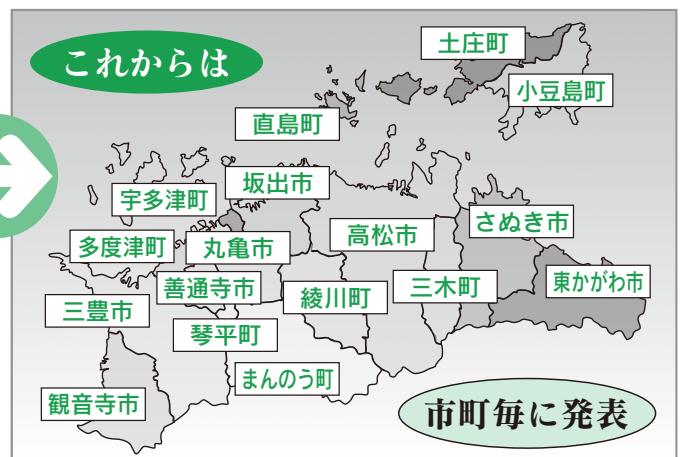 これからは
土庄町
小豆島町
直島町
坂出市
宇多津町
さぬき市
高松市
多度津町
丸亀市
東かがわ市
三木町
善通寺市
綾川町
三豊市
琴平町
まんのう町
観音寺市
市町毎に発表